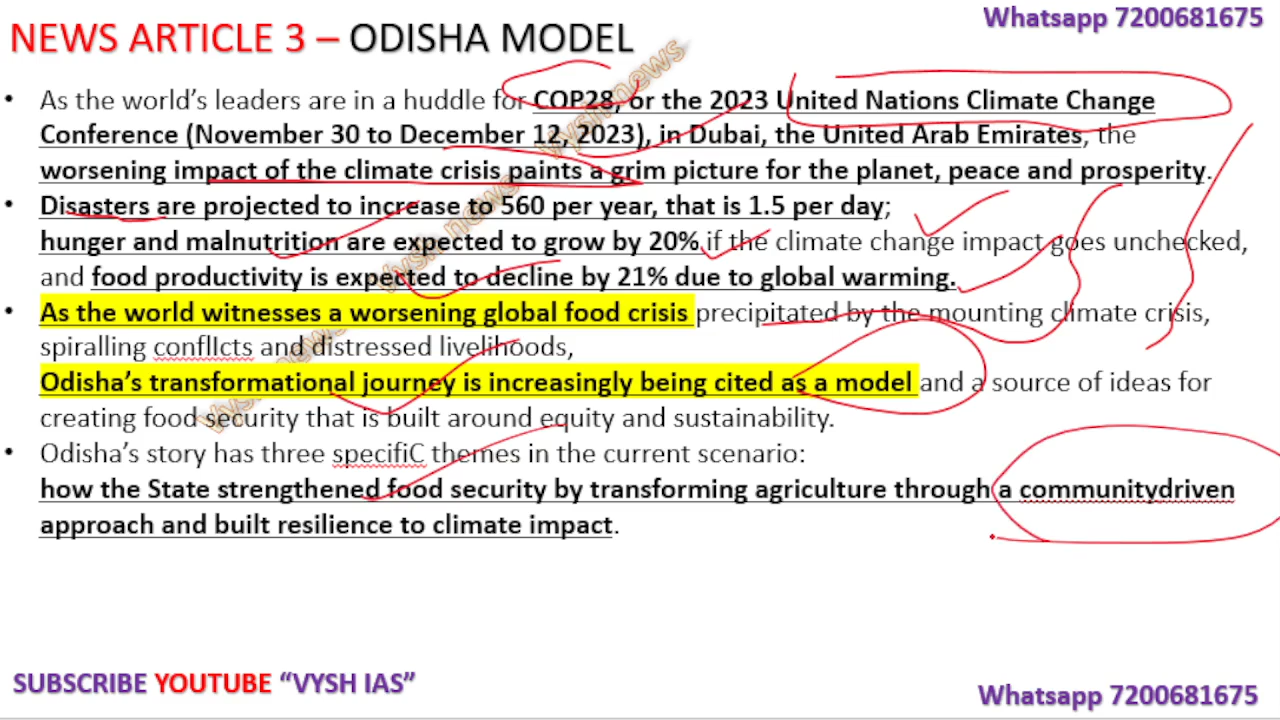 Whatsapp 7200681675
NEWS ARTICLE 3 – ODISHA MODEL
• As the world's leaders are in a huddle for COP28, or the 2023 United Nations Climate Change
Conference (November 30 to December 12, 2023), in Dubai, the United Arab Emirates, the
worsening impact of the climate crisis paints a grim picture for the planet, peace and prosperity.
• Disasters are projected to increase to 560 per year, that is 1.5 per day;
hunger and malnutrition are expected to grow by 20% if the climate change impact goes unchecked,
and food productivity is expected to decline by 21% due to global warming.
• As the world witnesses a worsening global food crisis precipitated by the mounting climate crisis,
spiralling conflIcts and distressed livelihoods,
Odisha's transformational journey is increasingly being cited as a model and a source of ideas for
creating food security that is built around equity and sustainability.
• Odisha's story has three specifiC themes in the current scenario:
how the State strengthened food security by transforming agriculture through a communitydriven
approach and built resilience to climate impact.
vysh news
vysh news
vysh news
SUBSCRIBE YOUTUBE “VYSH IAS”
Whatsapp 7200681675